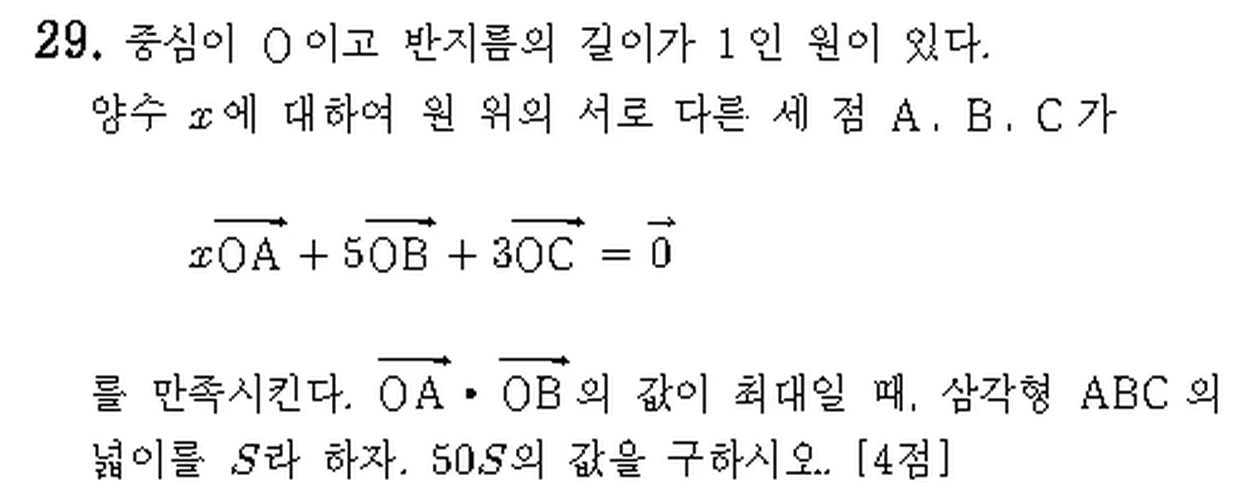 29. 중심이 O이고 반지름의 길이가 1인 원이 있다.
양수 x에 대하여 원 위의 서로 다른 세 점 A, B, C가
x\overrightarrow{OA} + 5\overrightarrow{OB} + 3\overrightarrow{OC} = \vec{0}
를 만족시킨다. \overrightarrow{OA} • \overrightarrow{OB}의 값이 최대일 때, 삼각형 ABC의
넓이를 S라 하자. 50S의 값을 구하시오. [4점]